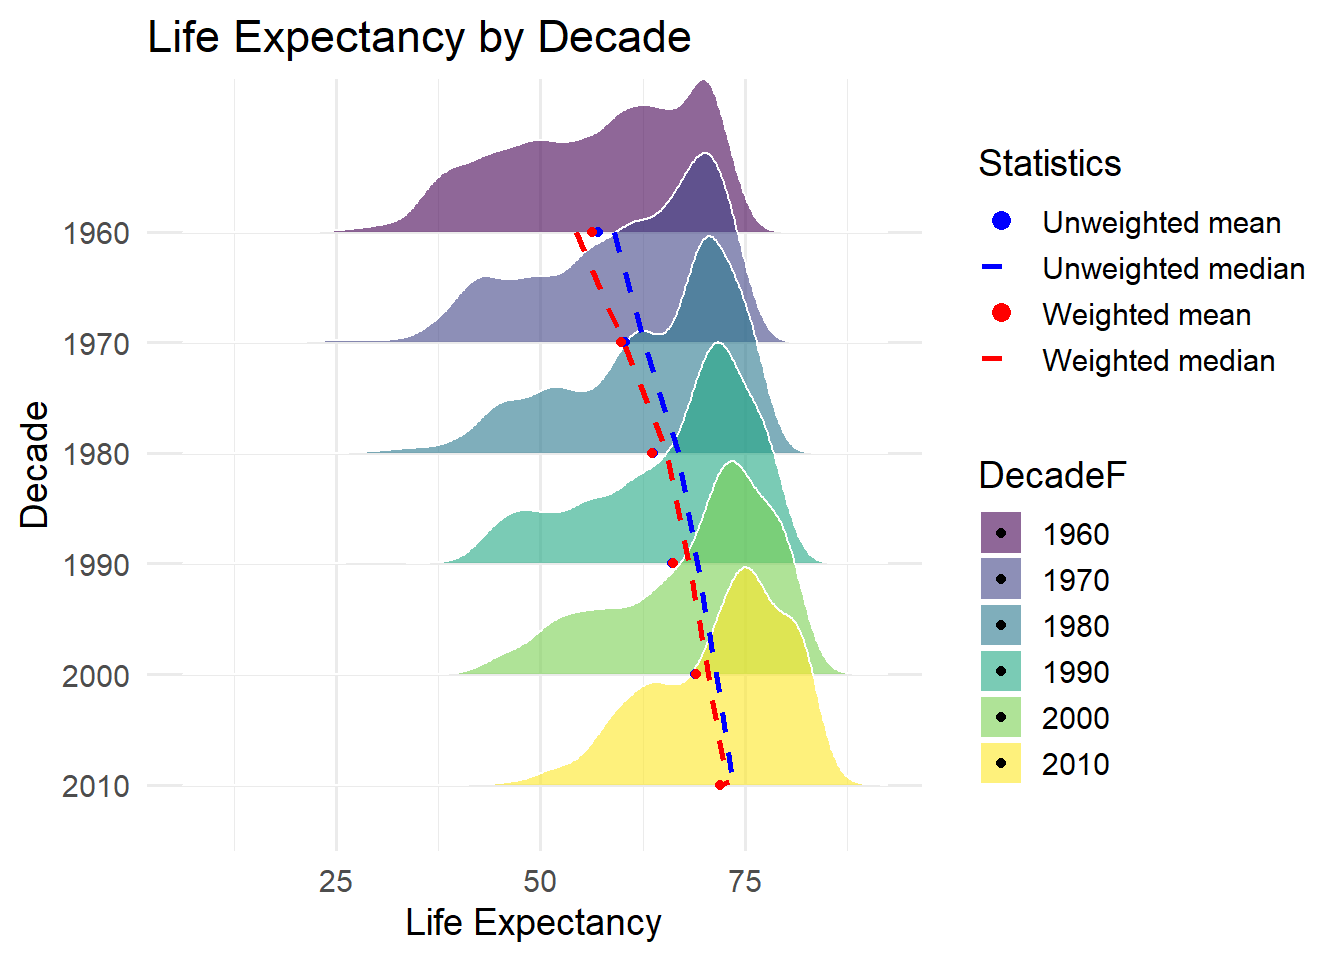 Life Expectancy by Decade
Decade
1960
1970
1980
1990
2000
2010
25
50
75
Life Expectancy
Statistics
Unweighted mean
Unweighted median
Weighted mean
Weighted median
DecadeF
1960
1970
1980
1990
2000
2010